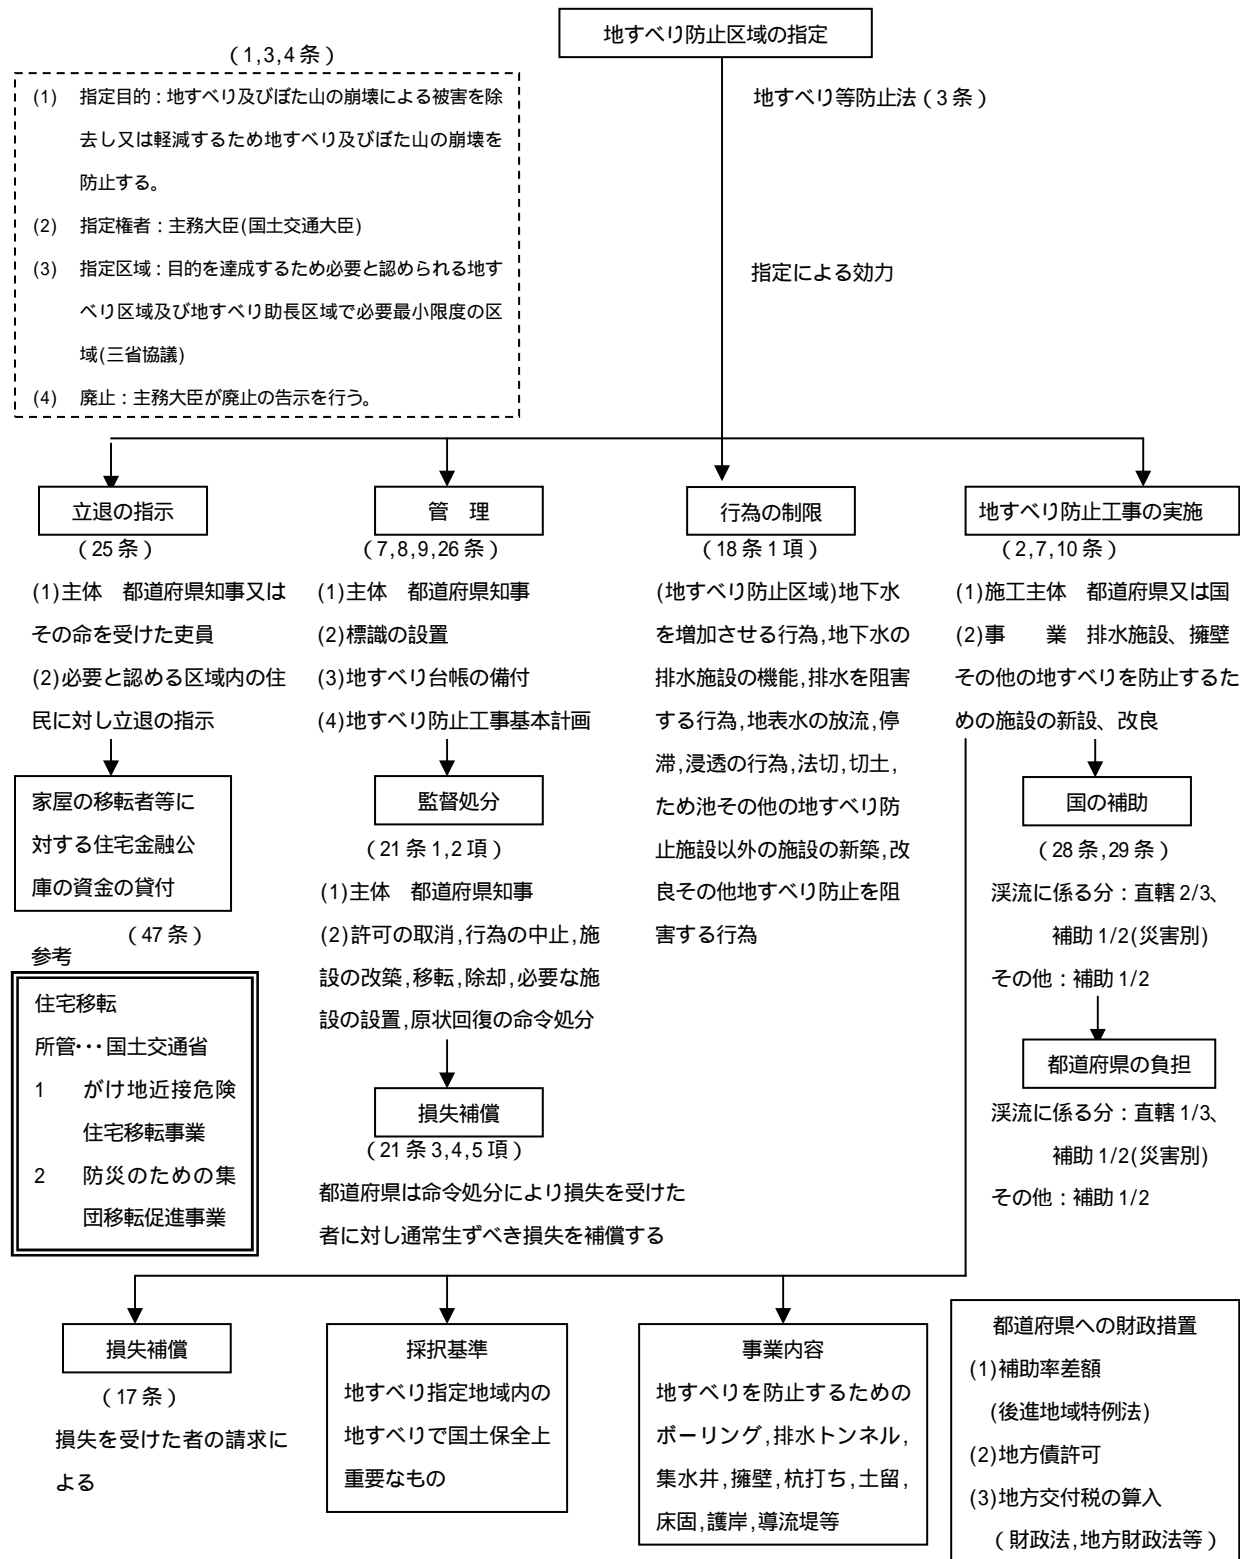 地すべり防止区域の指定
（1,3,4 条）
(1) 指定目的：地すべり及びぼた山の崩壊による被害を除
去し又は軽減するため地すべり及びぼた山の崩壊を
防止する。
(2) 指定権者：主務大臣(国土交通大臣)
(3) 指定区域：目的を達成するため必要と認められる地す
べり区域及び地すべり助長区域で必要最小限度の区
域(三省協議)
(4) 廃止：主務大臣が廃止の告示を行う。
地すべり等防止法（3 条）
指定による効力
立退の指示
（25 条）
(1)主体 都道府県知事又は
その命を受けた吏員
(2)必要と認める区域内の住
民に対し立退の指示
家屋の移転者等に
対する住宅金融公
庫の資金の貸付
（47 条）
参考
住宅移転
所管･･･国土交通省
1 がけ地近接危険
住宅移転事業
2 防災のための集
団移転促進事業
管 理
（7,8,9,26 条）
(1)主体 都道府県知事
(2)標識の設置
(3)地すべり台帳の備付
(4)地すべり防止工事基本計画
監督処分
（21 条 1,2 項）
(1)主体 都道府県知事
(2)許可の取消,行為の中止,施
設の改築,移転,除却,必要な施
設の設置,原状回復の命令処分
損失補償
（21 条 3,4,5 項）
都道府県は命令処分により損失を受けた
者に対し通常生ずべき損失を補償する
行為の制限
（18 条 1 項）
(地すべり防止区域)地下水
を増加させる行為,地下水の
排水施設の機能,排水を阻害
する行為,地表水の放流,停
滞,浸透の行為,法切,切土,
ため池その他の地すべり防
止施設以外の施設の新築,改
良その他地すべり防止を阻
害する行為
地すべり防止工事の実施
（2,7,10 条）
(1)施工主体 都道府県又は国
(2)事 業 排水施設、擁壁
その他の地すべりを防止するた
めの施設の新設、改良
国の補助
（28 条,29 条）
渓流に係る分：直轄 2/3、
補助 1/2(災害別)
その他：補助 1/2
都道府県の負担
渓流に係る分：直轄 1/3、
補助 1/2(災害別)
その他：補助 1/2
損失補償
（17 条）
損失を受けた者の請求に
よる
採択基準
地すべり指定地域内の
地すべりで国土保全上
重要なもの
事業内容
地すべりを防止するための
ボーリング,排水トンネル,
集水井,擁壁,杭打ち,土留,
床固,護岸,導流堤等
都道府県への財政措置
(1)補助率差額
(後進地域特例法)
(2)地方債許可
(3)地方交付税の算入
（財政法,地方財政法等）